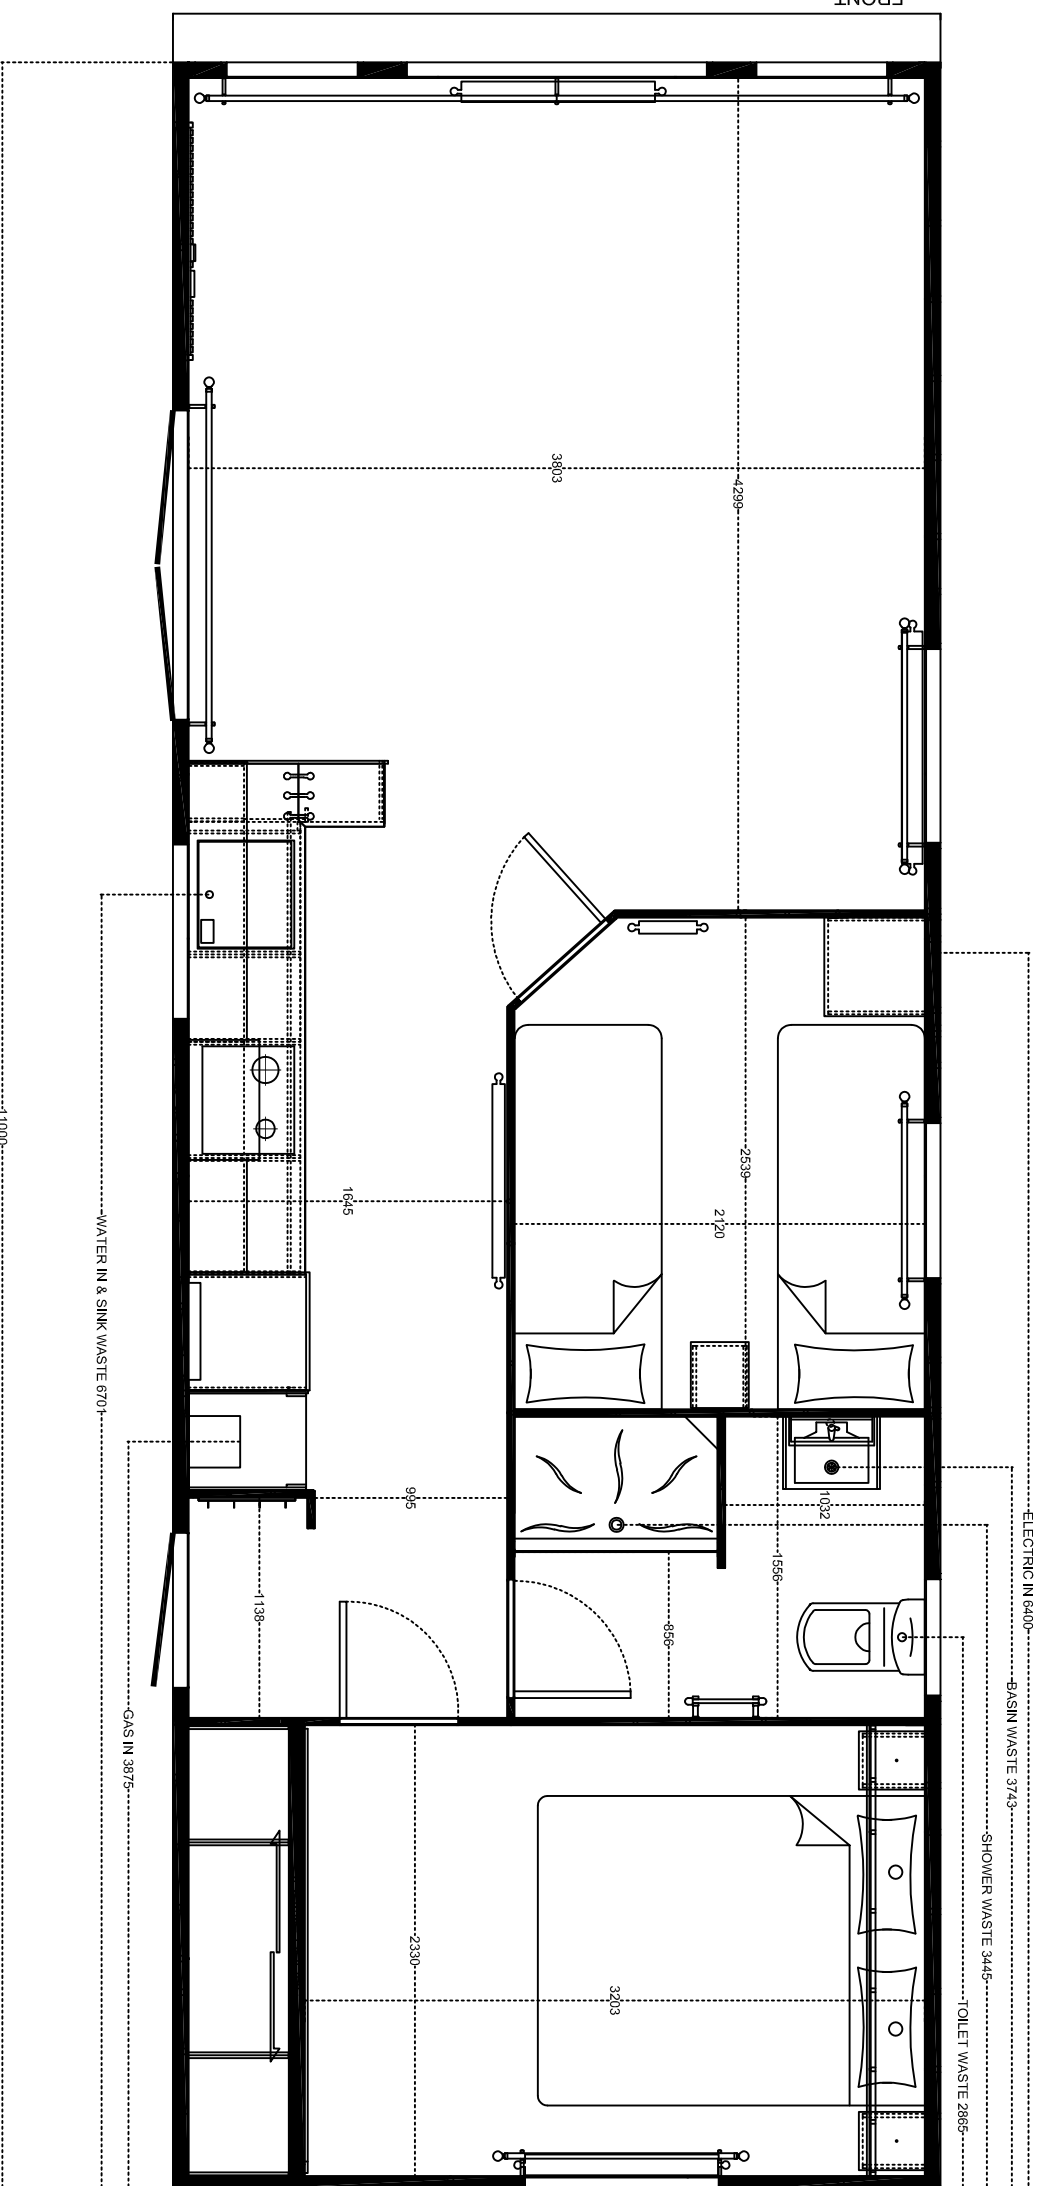 FRONT
3803
4299
11000
2539
2120
1645
WATER IN & SINK WASTE 6701
995
1032
1556
1138
856
ELECTRIC IN 6400
GAS IN 3875
BASIN WASTE 3743
SHOWER WASTE 3445
2330
3203
TOILET WASTE 2865